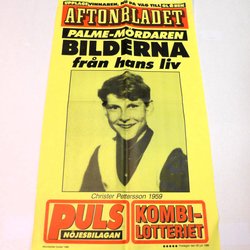 AFTONBLADET
PALME-MÖRDAREN
BILDERNA
från hans liv
Christer Pettersson 1959
PULS
NÖJESBILAGAN
KOMBI-
LOTTERIET